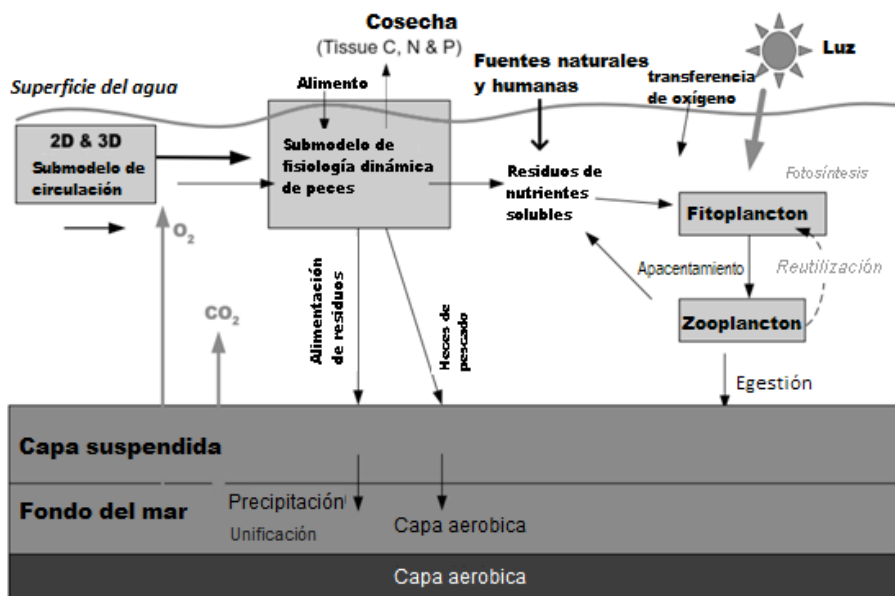 Cosecha
(Tissue C, N & P)
Luz
Fuentes naturales
y humanas
transferencia
de oxígeno
Superficie del agua
Alimento
2D & 3D
Submodelo de
circulación
Submodelo de
fisiología dinámica
de peces
Residuos de
nutrientes
solubles
Fotosíntesis
Fitoplancton
O2
Apacentamiento
Reutilización
CO2
Alimentación
de residuos
Heces de
pescado
Zooplancton
Egestión
Capa suspendida
Fondo del mar
Precipitación
Unificación
Capa aerobica
Capa aerobica